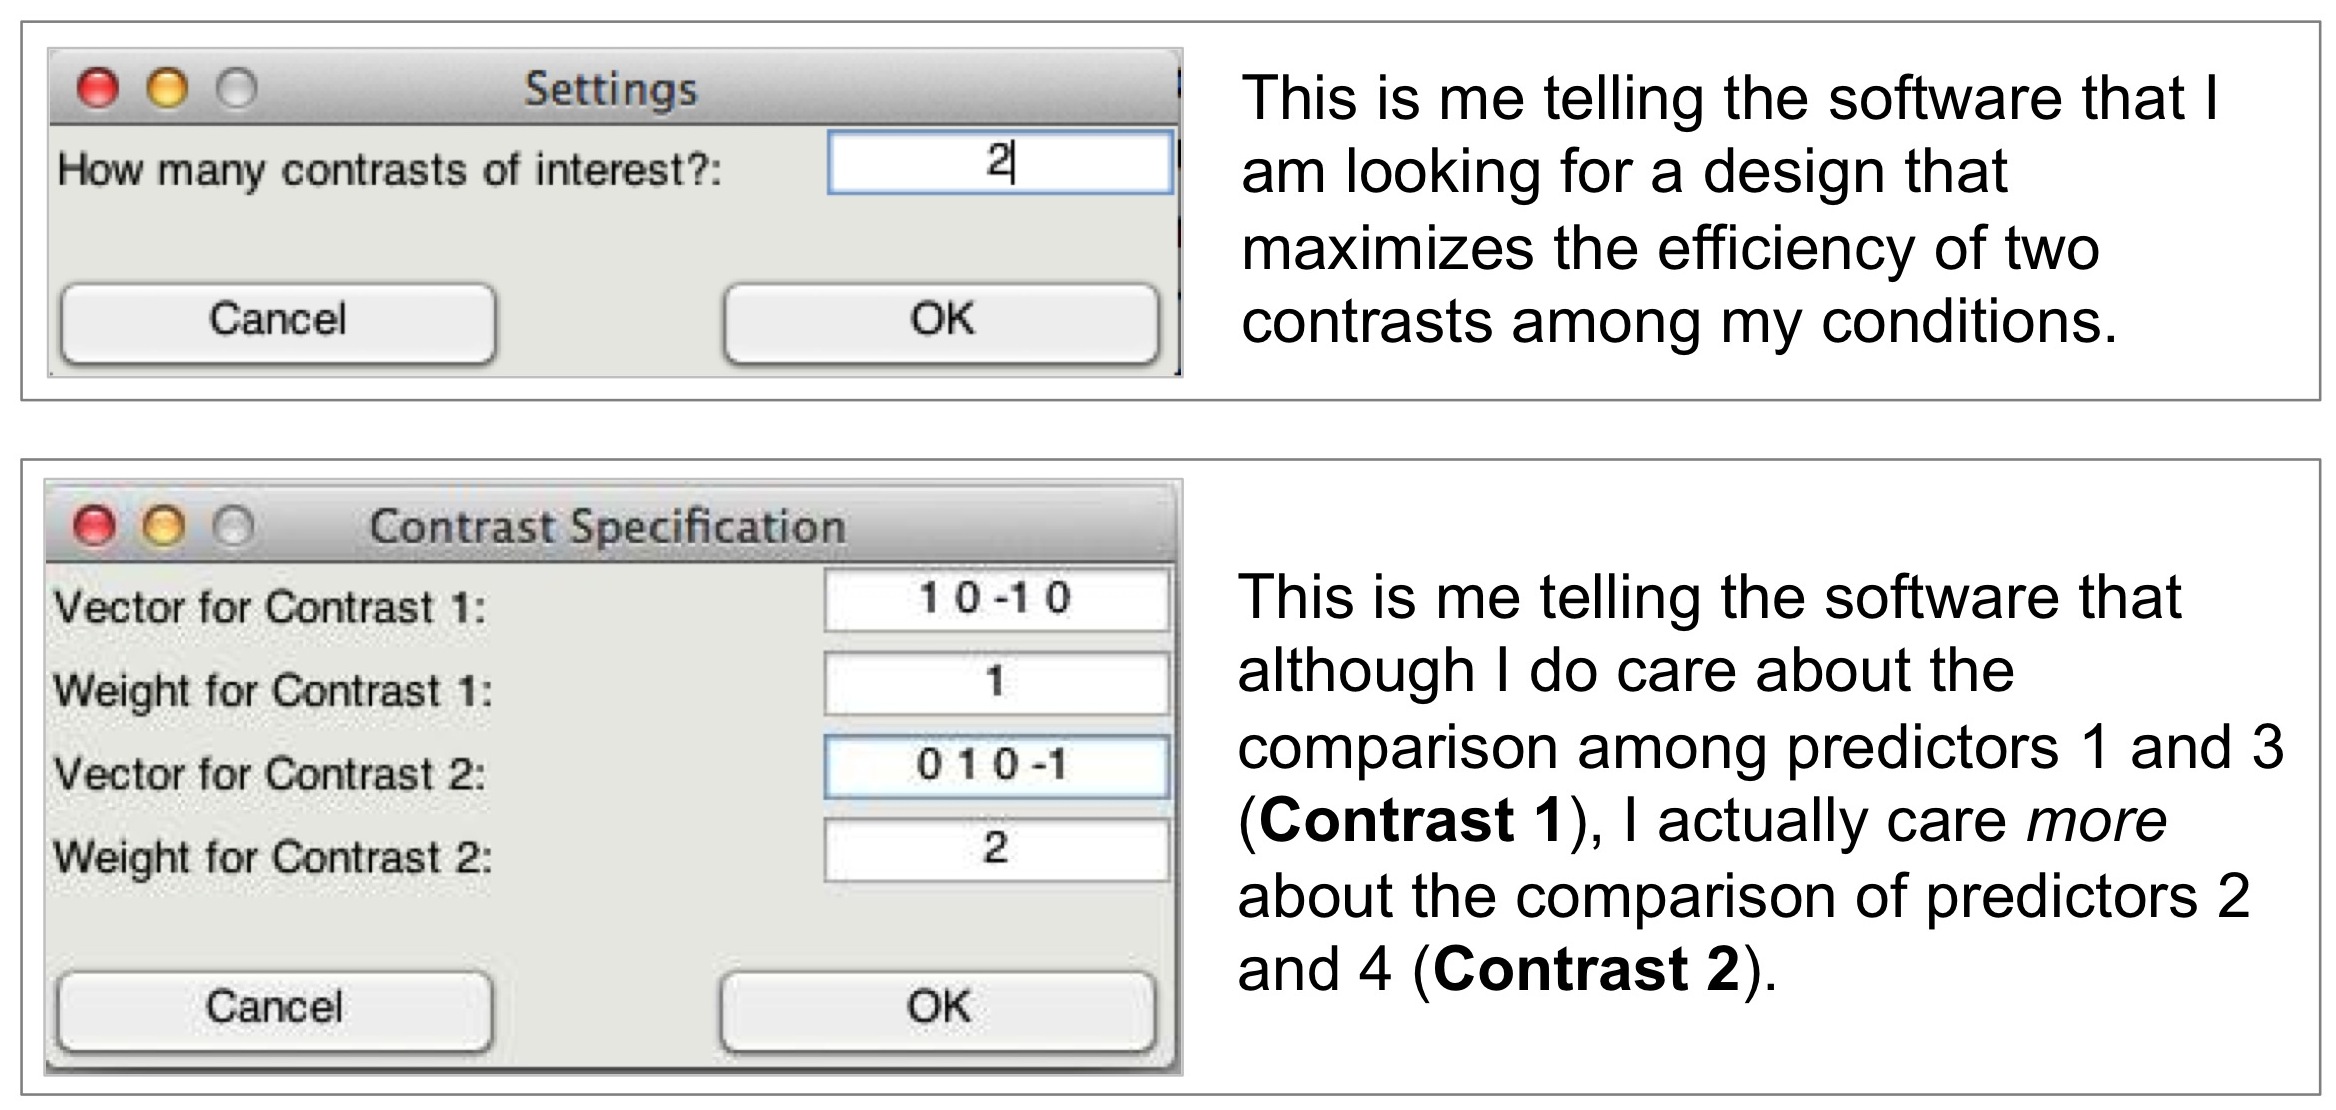 Settings
How many contrasts of interest?: 2
Cancel OK
This is me telling the software that I
am looking for a design that
maximizes the efficiency of two
contrasts among my conditions.
Contrast Specification
Vector for Contrast 1: 1 0 -1 0
Weight for Contrast 1: 1
Vector for Contrast 2: 0 1 0 -1
Weight for Contrast 2: 2
Cancel OK
This is me telling the software that
although I do care about the
comparison among predictors 1 and 3
(Contrast 1), I actually care more
about the comparison of predictors 2
and 4 (Contrast 2).